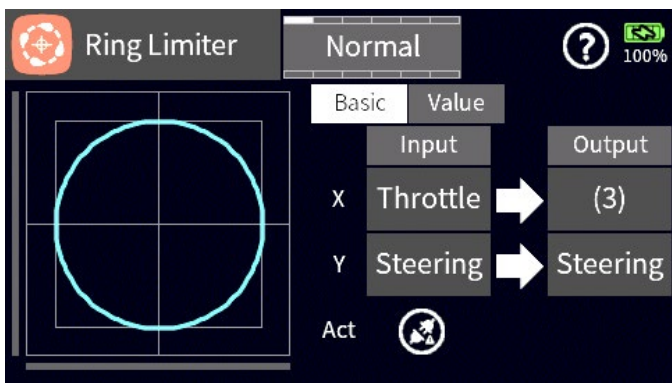 Ring Limiter Normal 100%
Basic Value
Input Output
X Throttle (3)
Y Steering Steering
Act